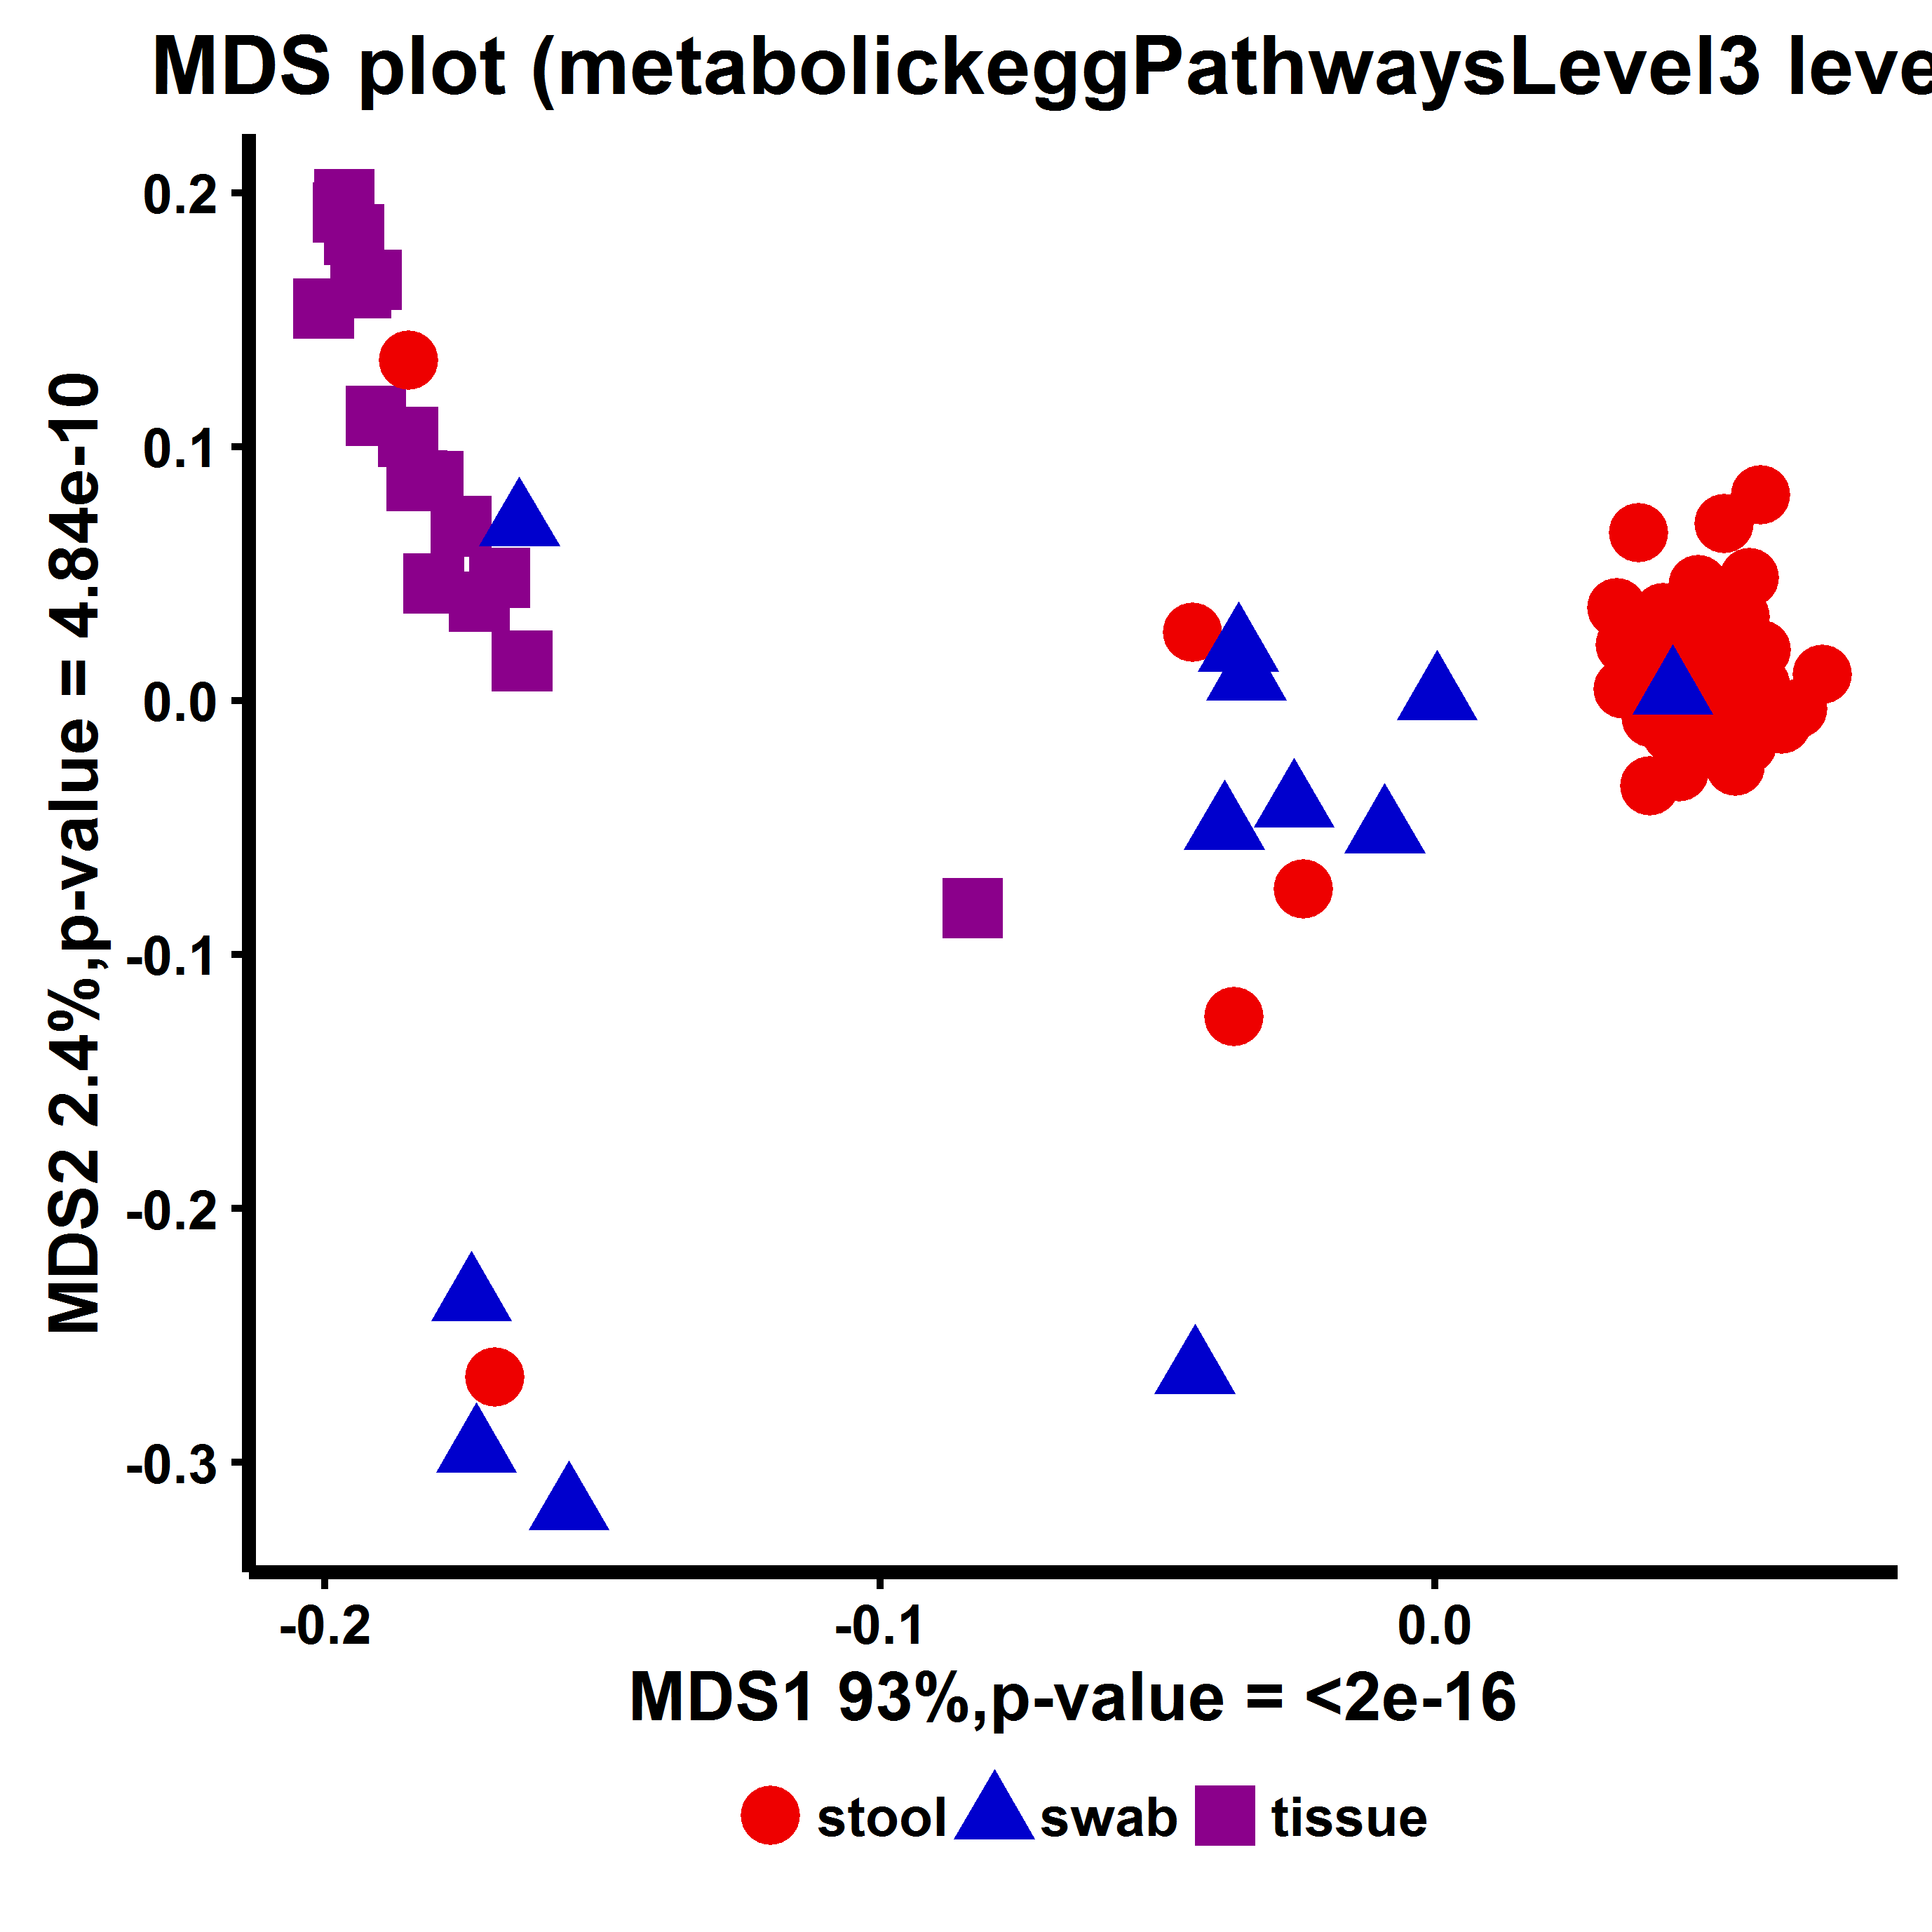 MDS plot (metabolickeggPathwaysLevel3 leve
MDS2 2.4%,p-value = 4.84e-10
0.2
0.1
0.0
-0.1
-0.2
-0.3
-0.2
-0.1
0.0
MDS1 93%,p-value = <2e-16
stool
swab
tissue